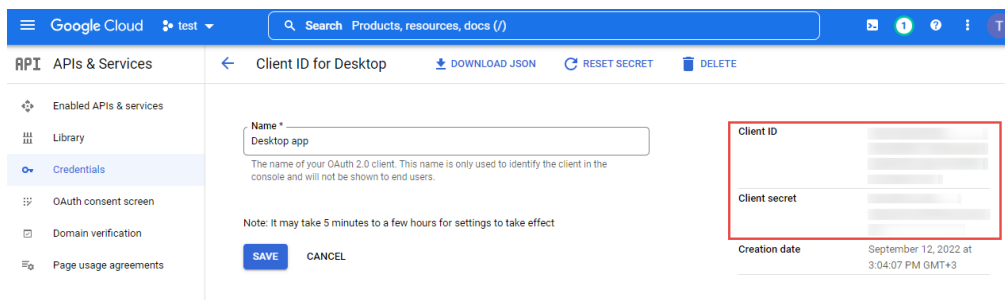 Google Cloud test Search Products, resources, docs (/) 1 T
API APIs & Services Client ID for Desktop DOWNLOAD JSON RESET SECRET DELETE
Enabled APIs & services
Library
Credentials
OAuth consent screen
Domain verification
Page usage agreements
Name *
Desktop app
The name of your OAuth 2.0 client. This name is only used to identify the client in the
console and will not be shown to end users.
Note: It may take 5 minutes to a few hours for settings to take effect
SAVE CANCEL
Client ID
Client secret
Creation date September 12, 2022 at
3:04:07 PM GMT+3